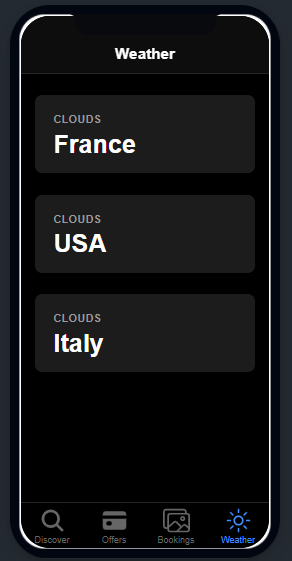 Weather
CLOUDS
France
CLOUDS
USA
CLOUDS
Italy
Discover Offers Bookings Weather